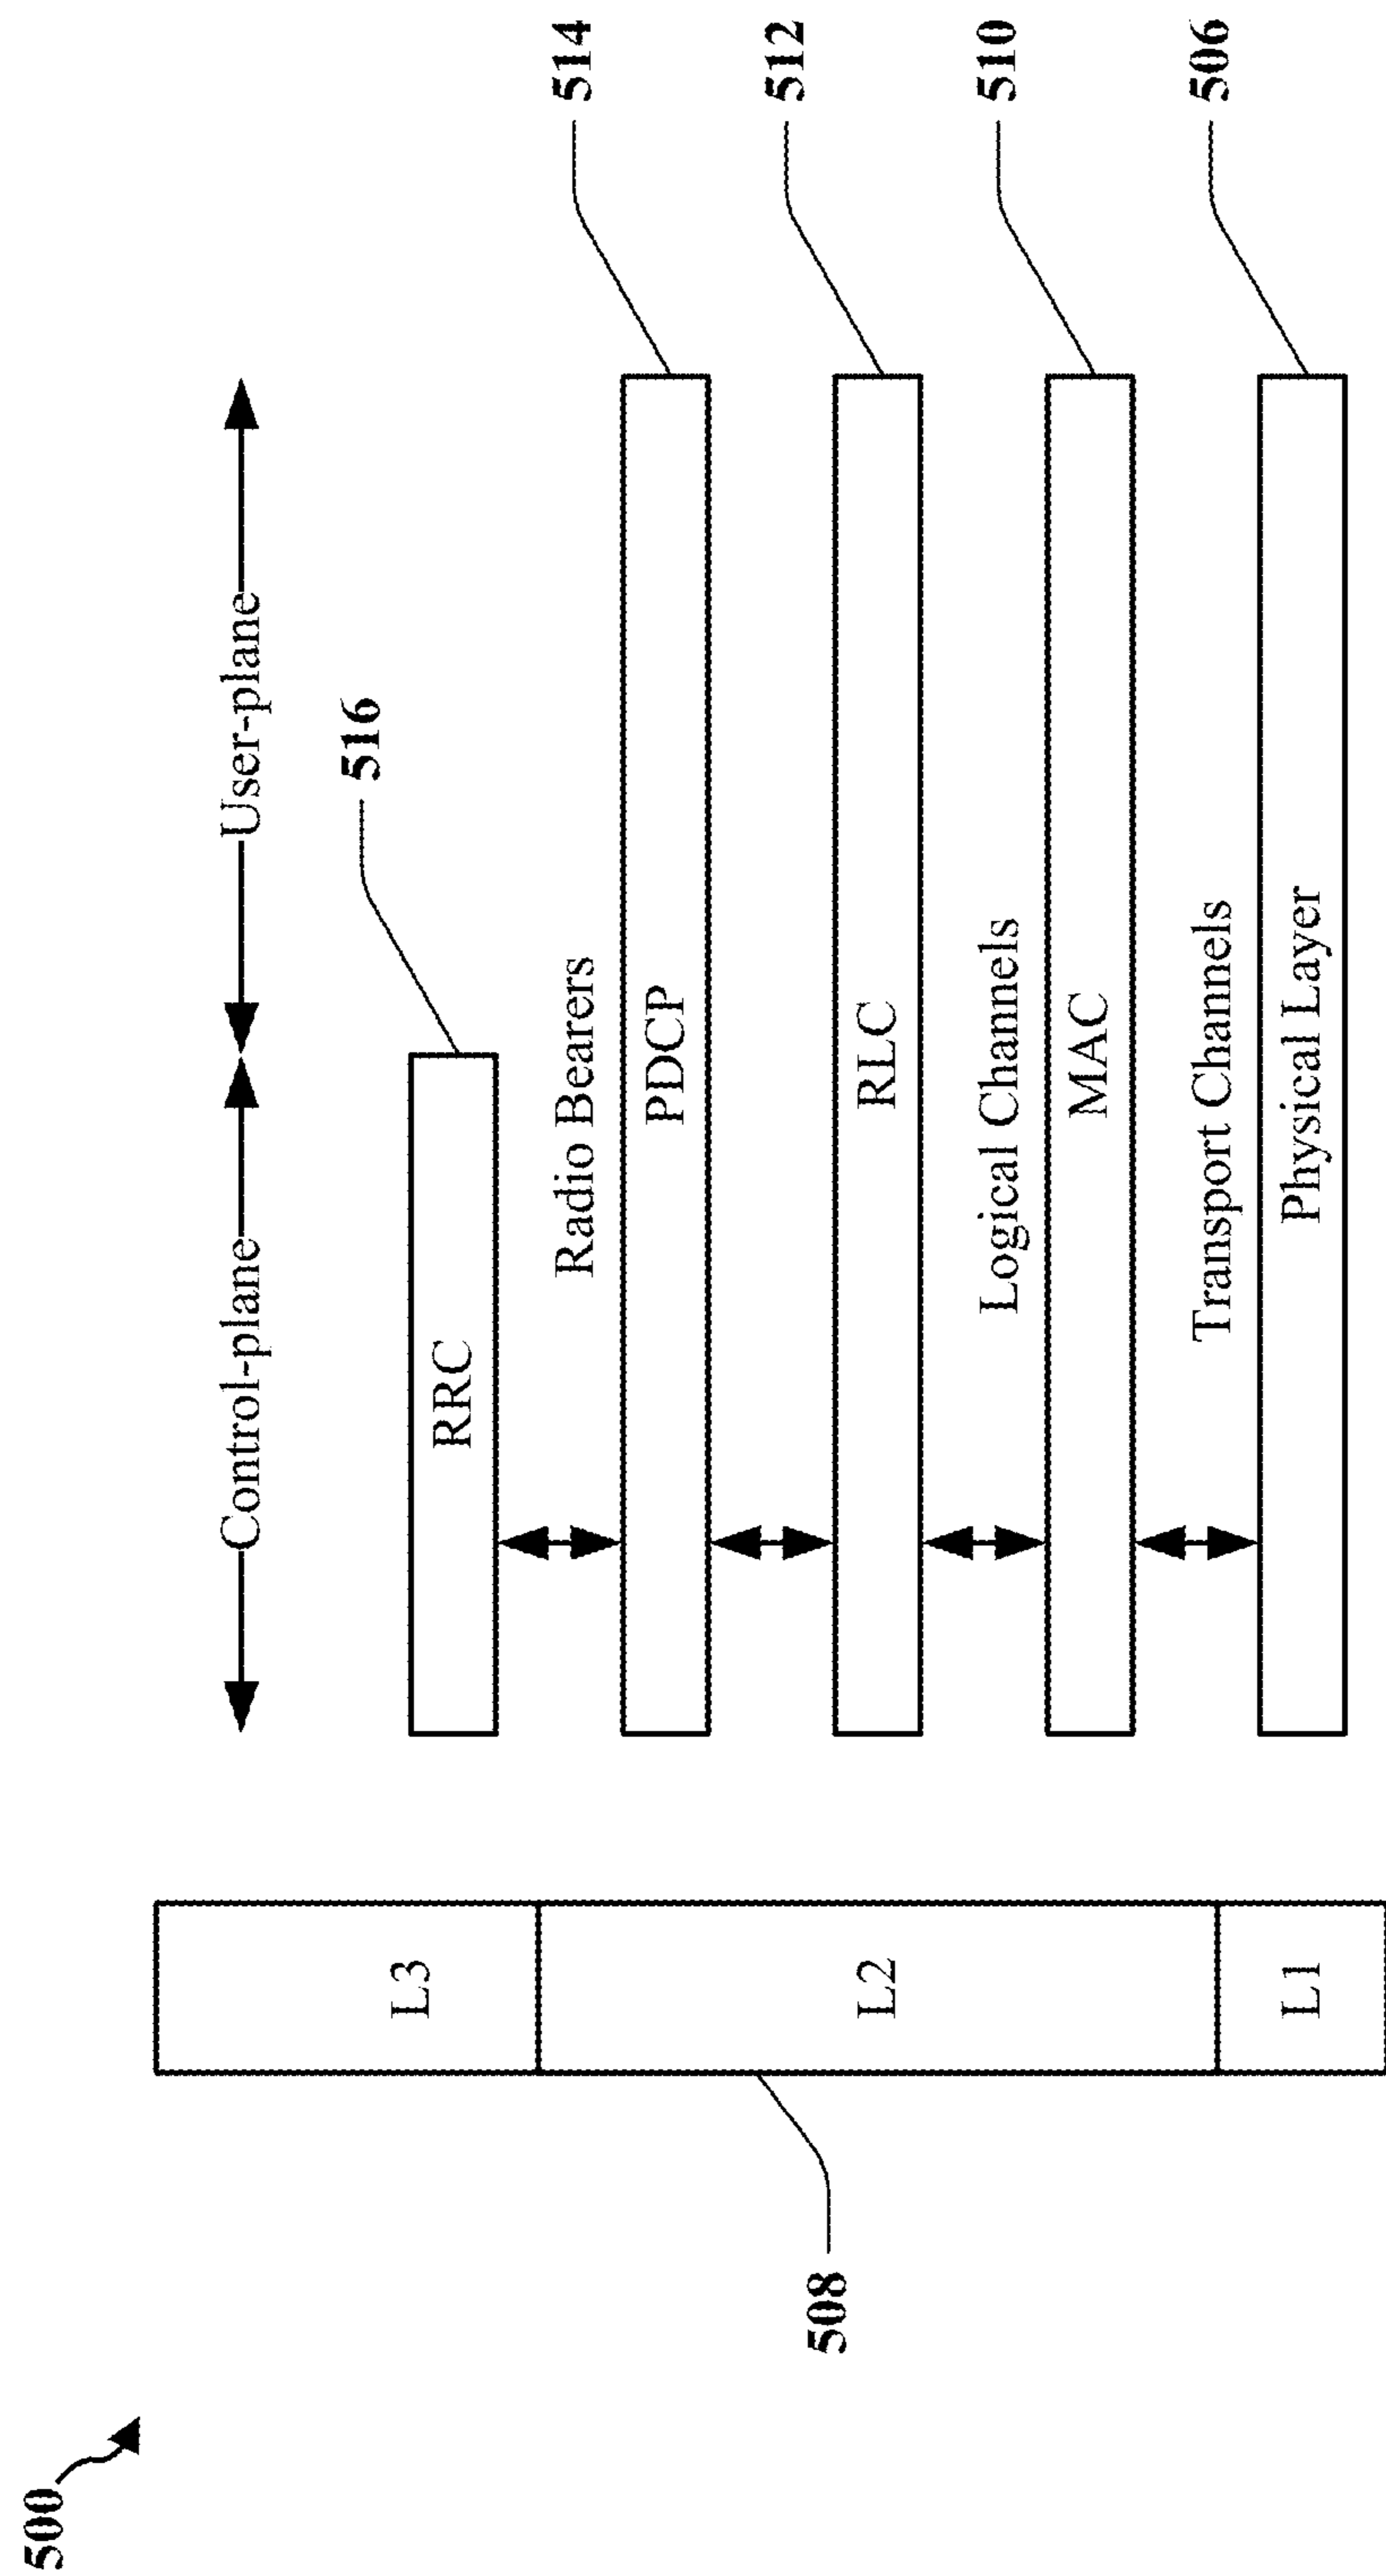 500
Control-plane User-plane
516
L3
RRC
Radio Bearers
514
PDCP
512
L2
RLC
508
Logical Channels
510
MAC
Transport Channels
506
L1
Physical Layer